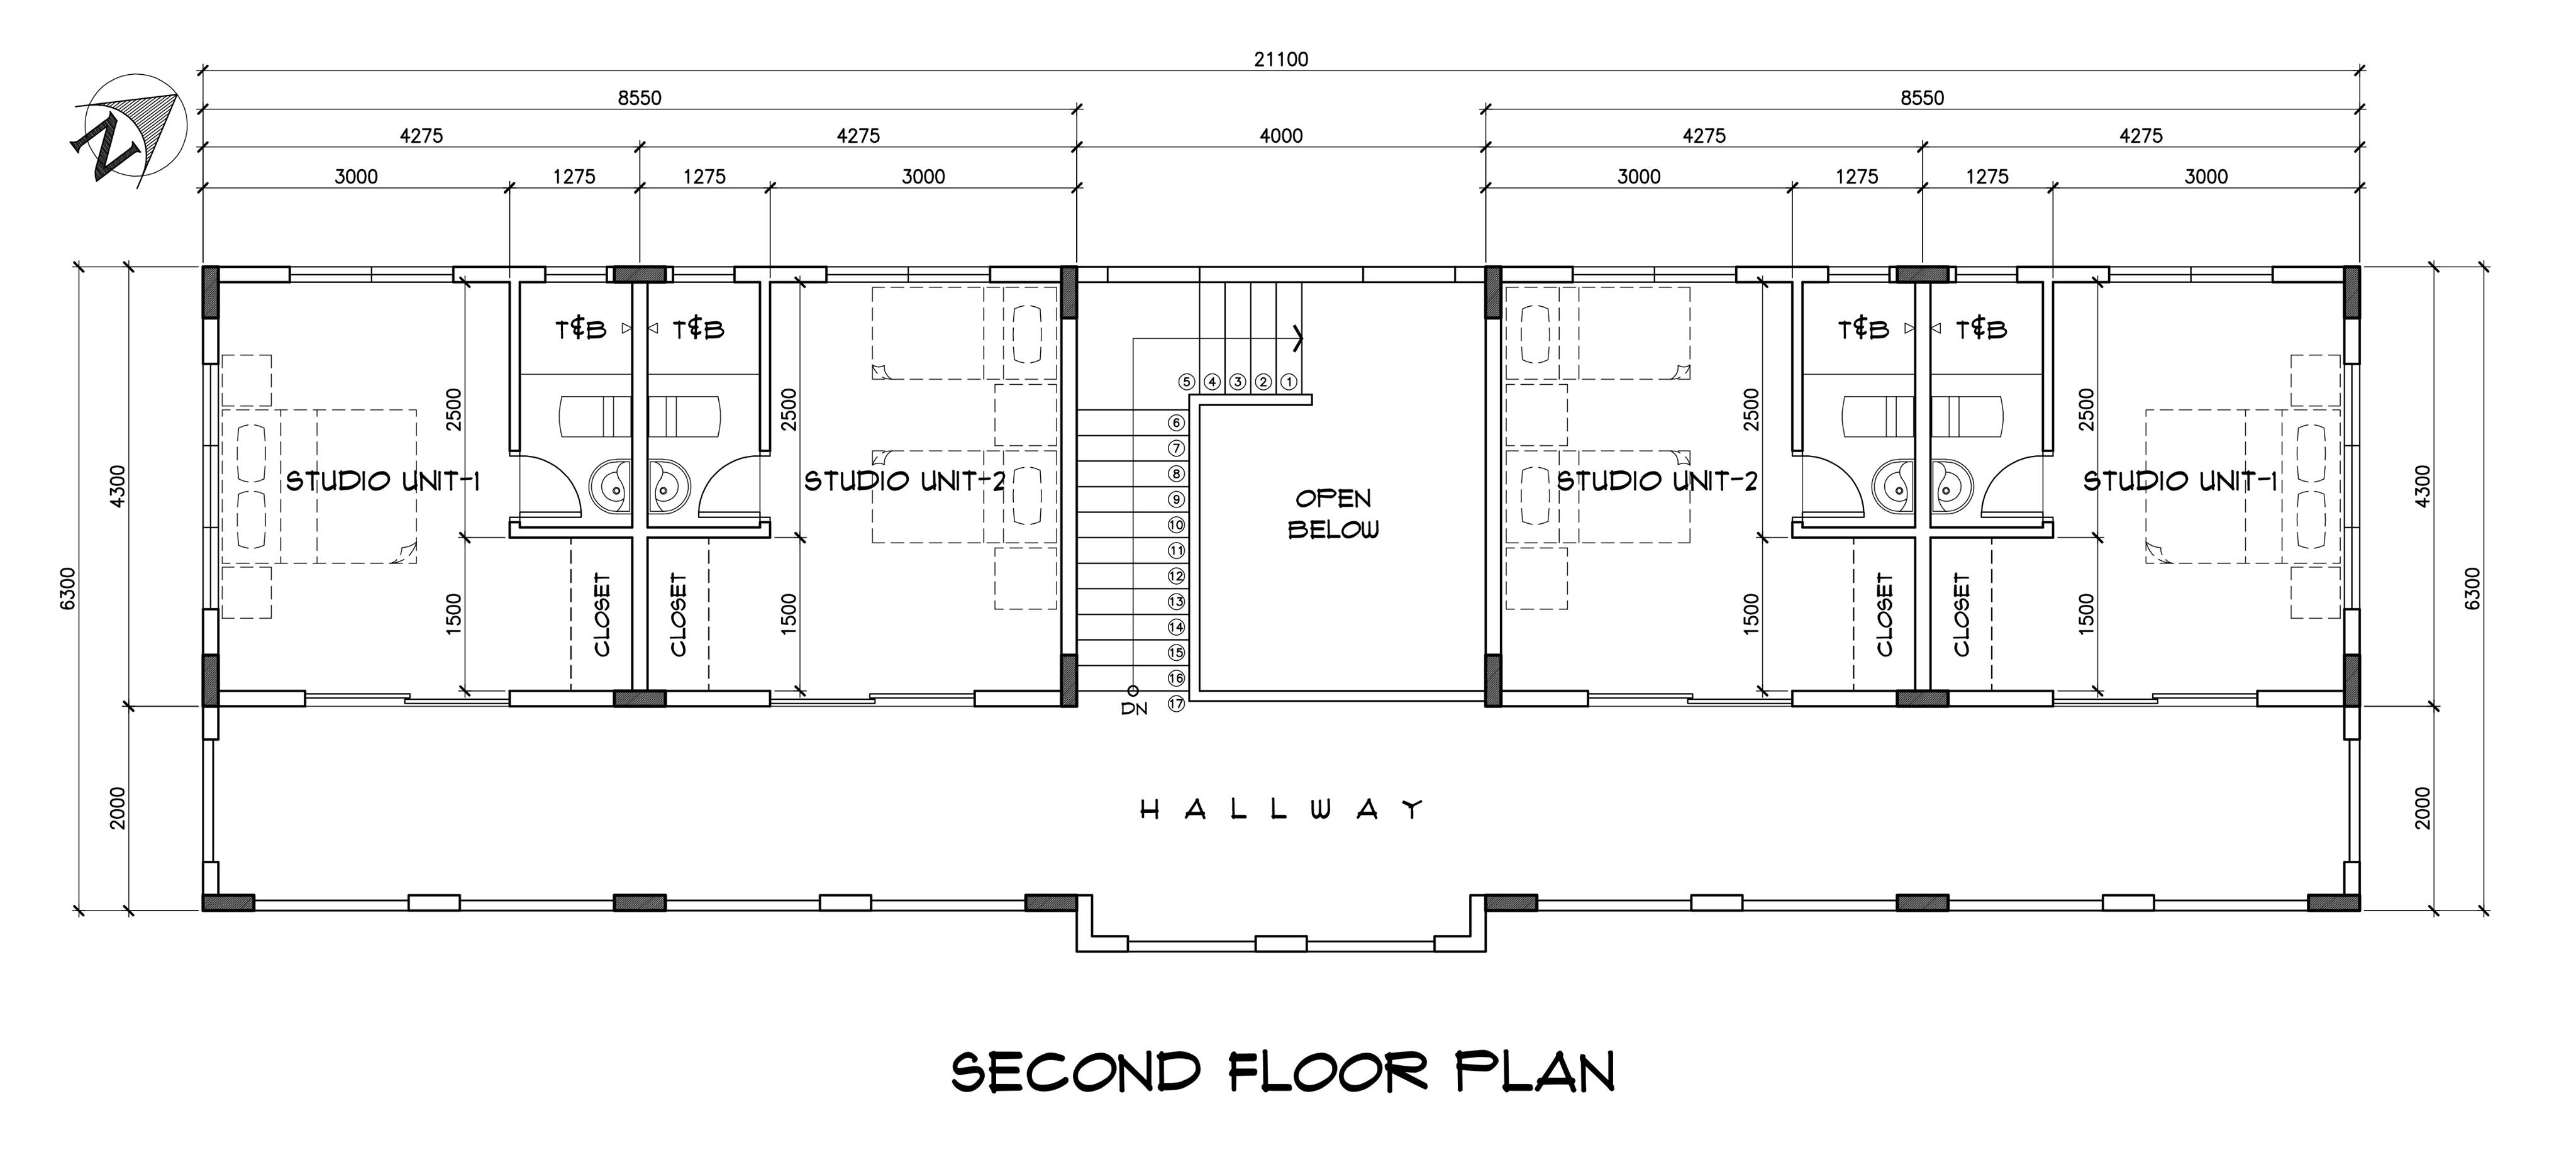 21100
8550 8550
4275 4275 4000 4275 4275
3000 1275 1275 3000 3000 1275 1275 3000
N
T&B T&B T&B T&B
5 4 3 2 1
2500 2500 2500 2500
6
7
8
STUDIO UNIT-1 STUDIO UNIT-2 STUDIO UNIT-2 STUDIO UNIT-1
4300 4300
9
OPEN
BELOW
10
11
12
6300 6300
13
1500 1500 1500 1500
CLOSET CLOSET CLOSET CLOSET
14
15
16
17
DN
2000 2000
HALLWAY
SECOND FLOOR PLAN